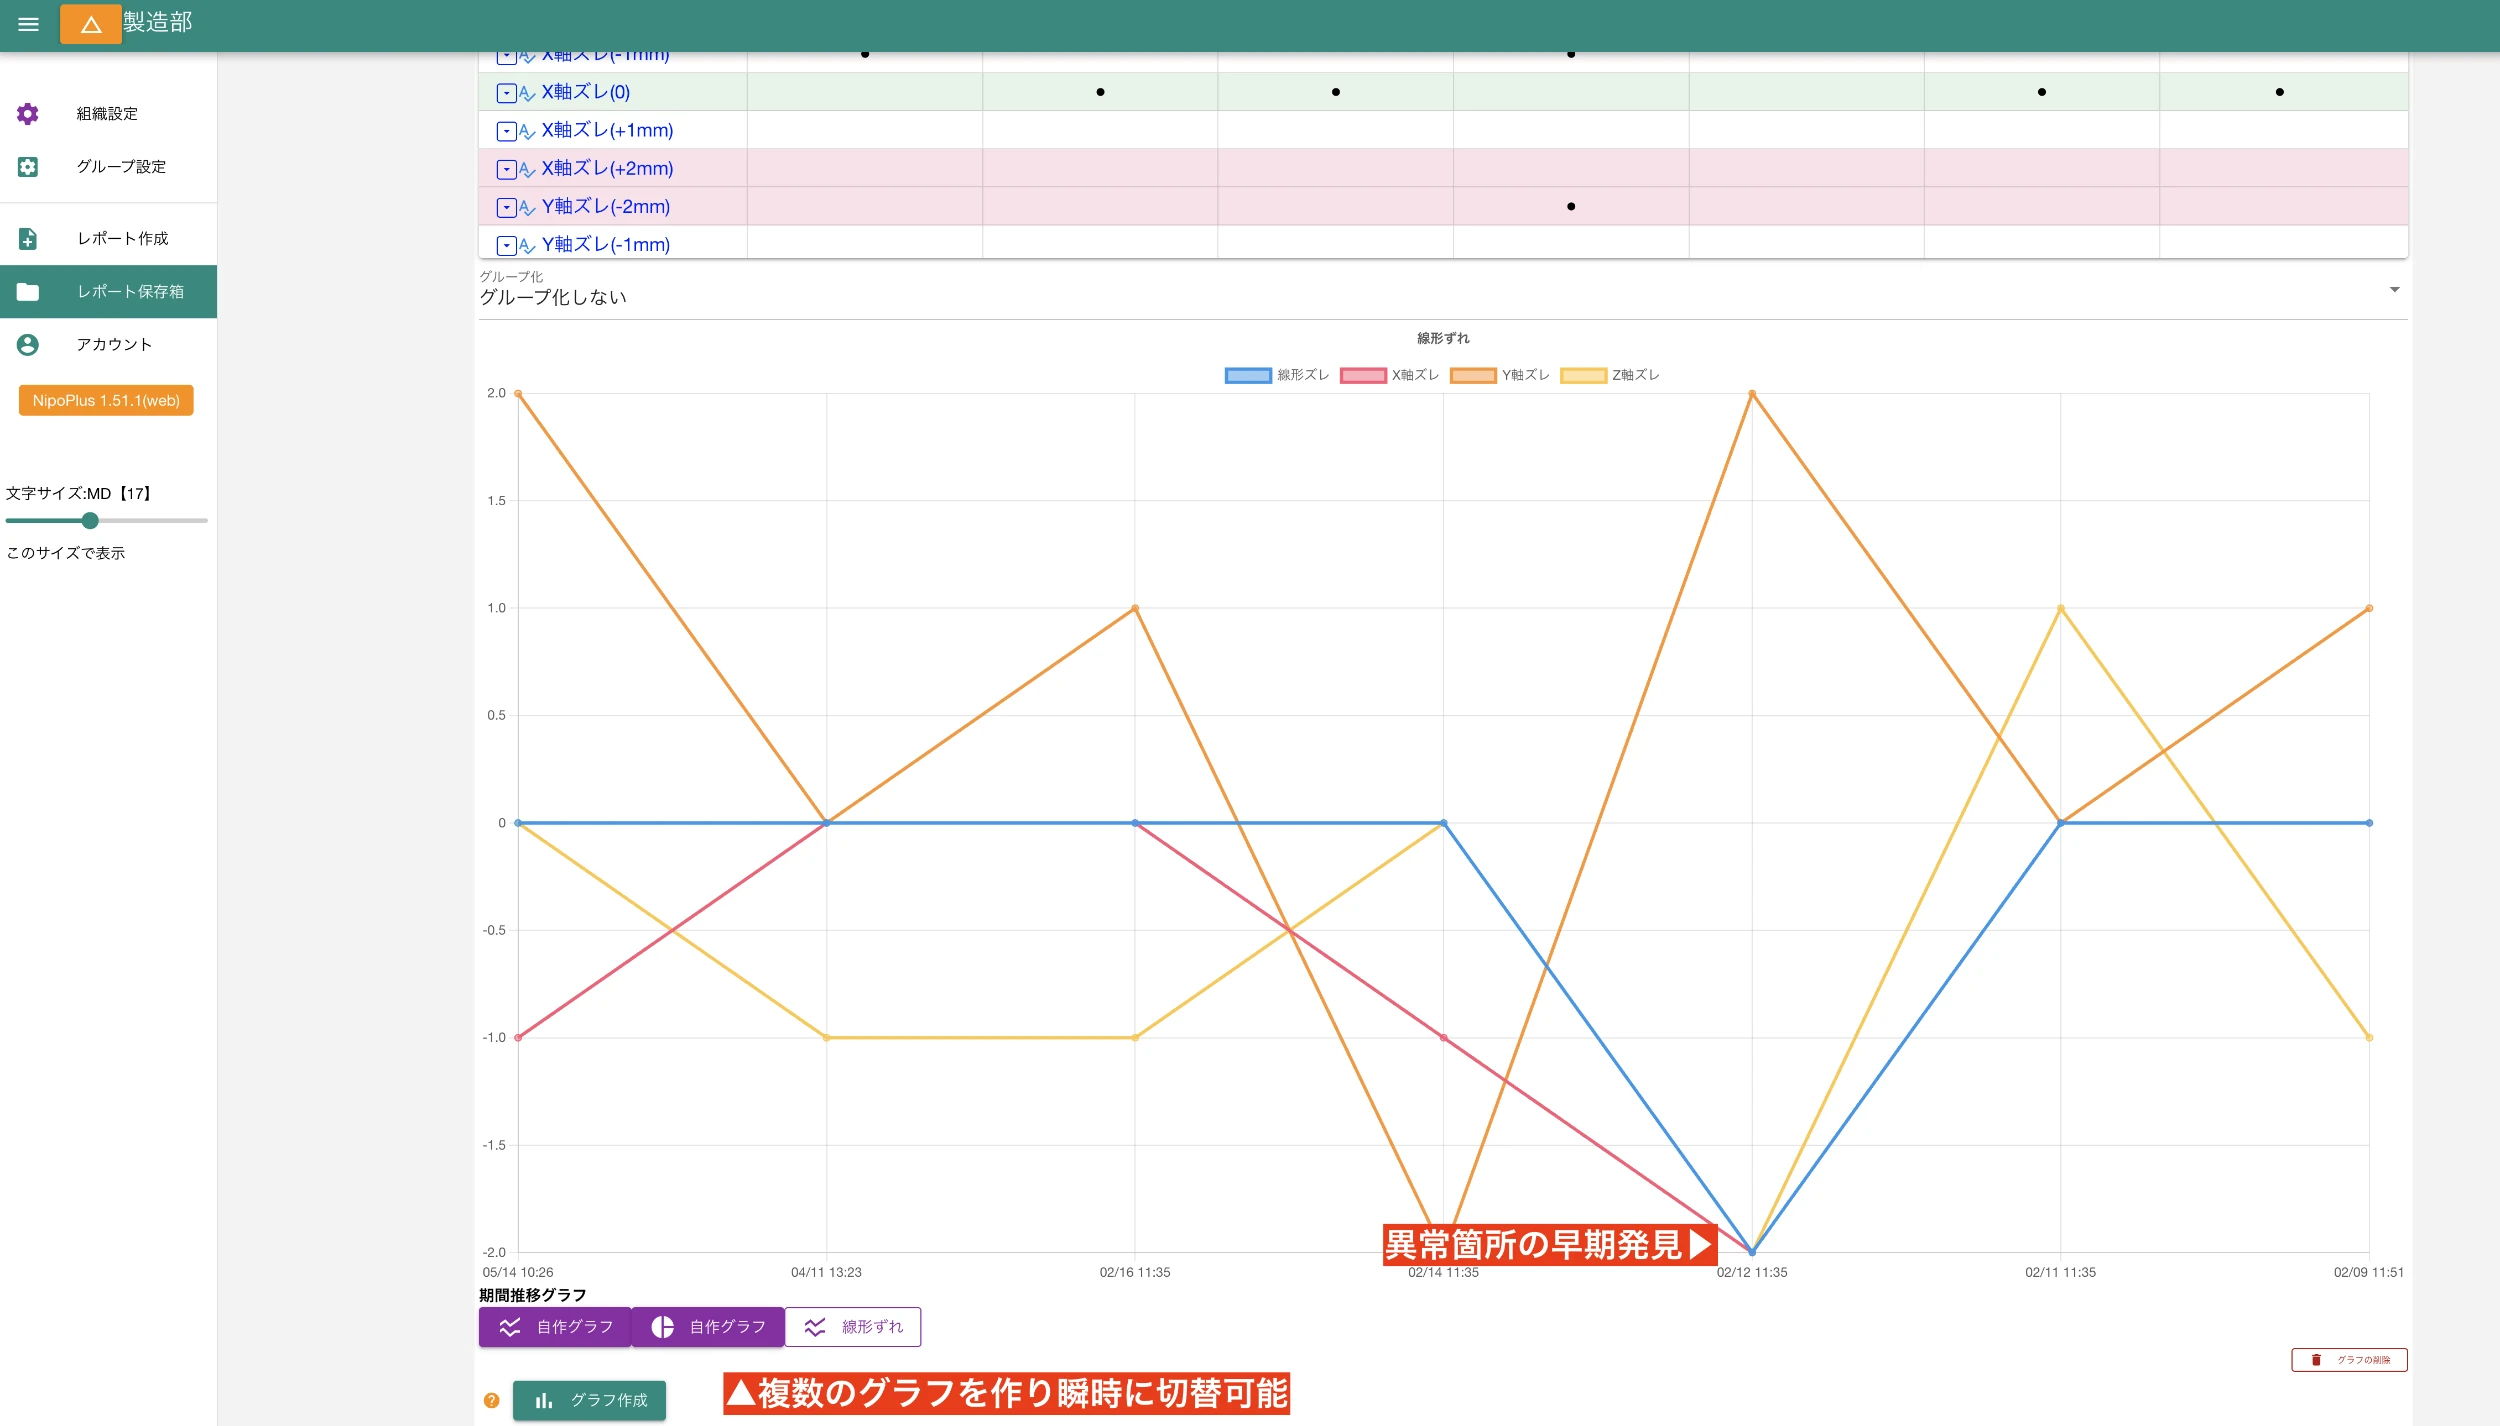 製造部
組織設定
グループ設定
レポート作成
レポート保存箱
アカウント
NipoPlus 1.51.1(web)
文字サイズ:MD【17】
このサイズで表示
X軸ズレ(-1mm)
X軸ズレ(0)
X軸ズレ(+1mm)
X軸ズレ(+2mm)
Y軸ズレ(-2mm)
Y軸ズレ(-1mm)
グループ化
グループ化しない
線形ずれ
線形ズレ X軸ズレ Y軸ズレ Z軸ズレ
2.0
1.5
1.0
0.5
0
-0.5
-1.0
-1.5
-2.0
異常箇所の早期発見▶
05/14 10:26 04/11 13:23 02/16 11:35 02/14 11:35 02/12 11:35 02/11 11:35 02/09 11:51
期間推移グラフ
自作グラフ 自作グラフ 線形ずれ
グラフの削除
? グラフ作成
▲複数のグラフを作り瞬時に切替可能